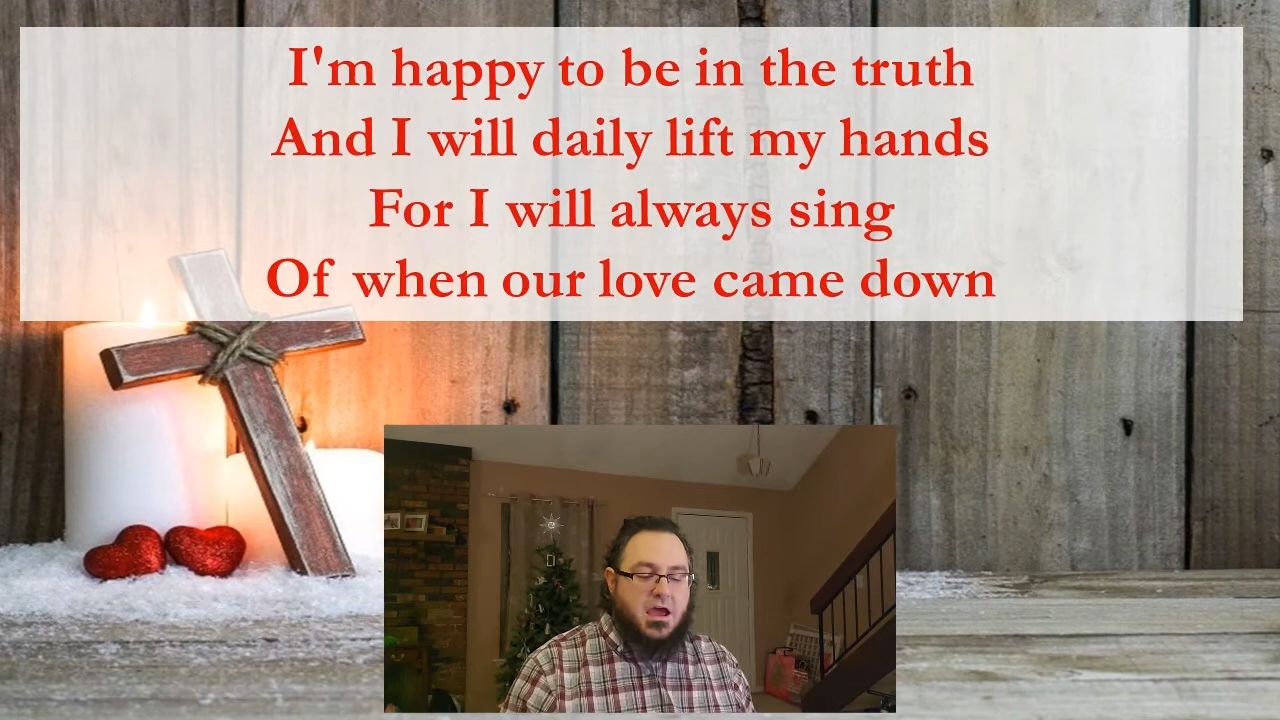 I'm happy to be in the truth
And I will daily lift my hands
For I will always sing
Of when our love came down